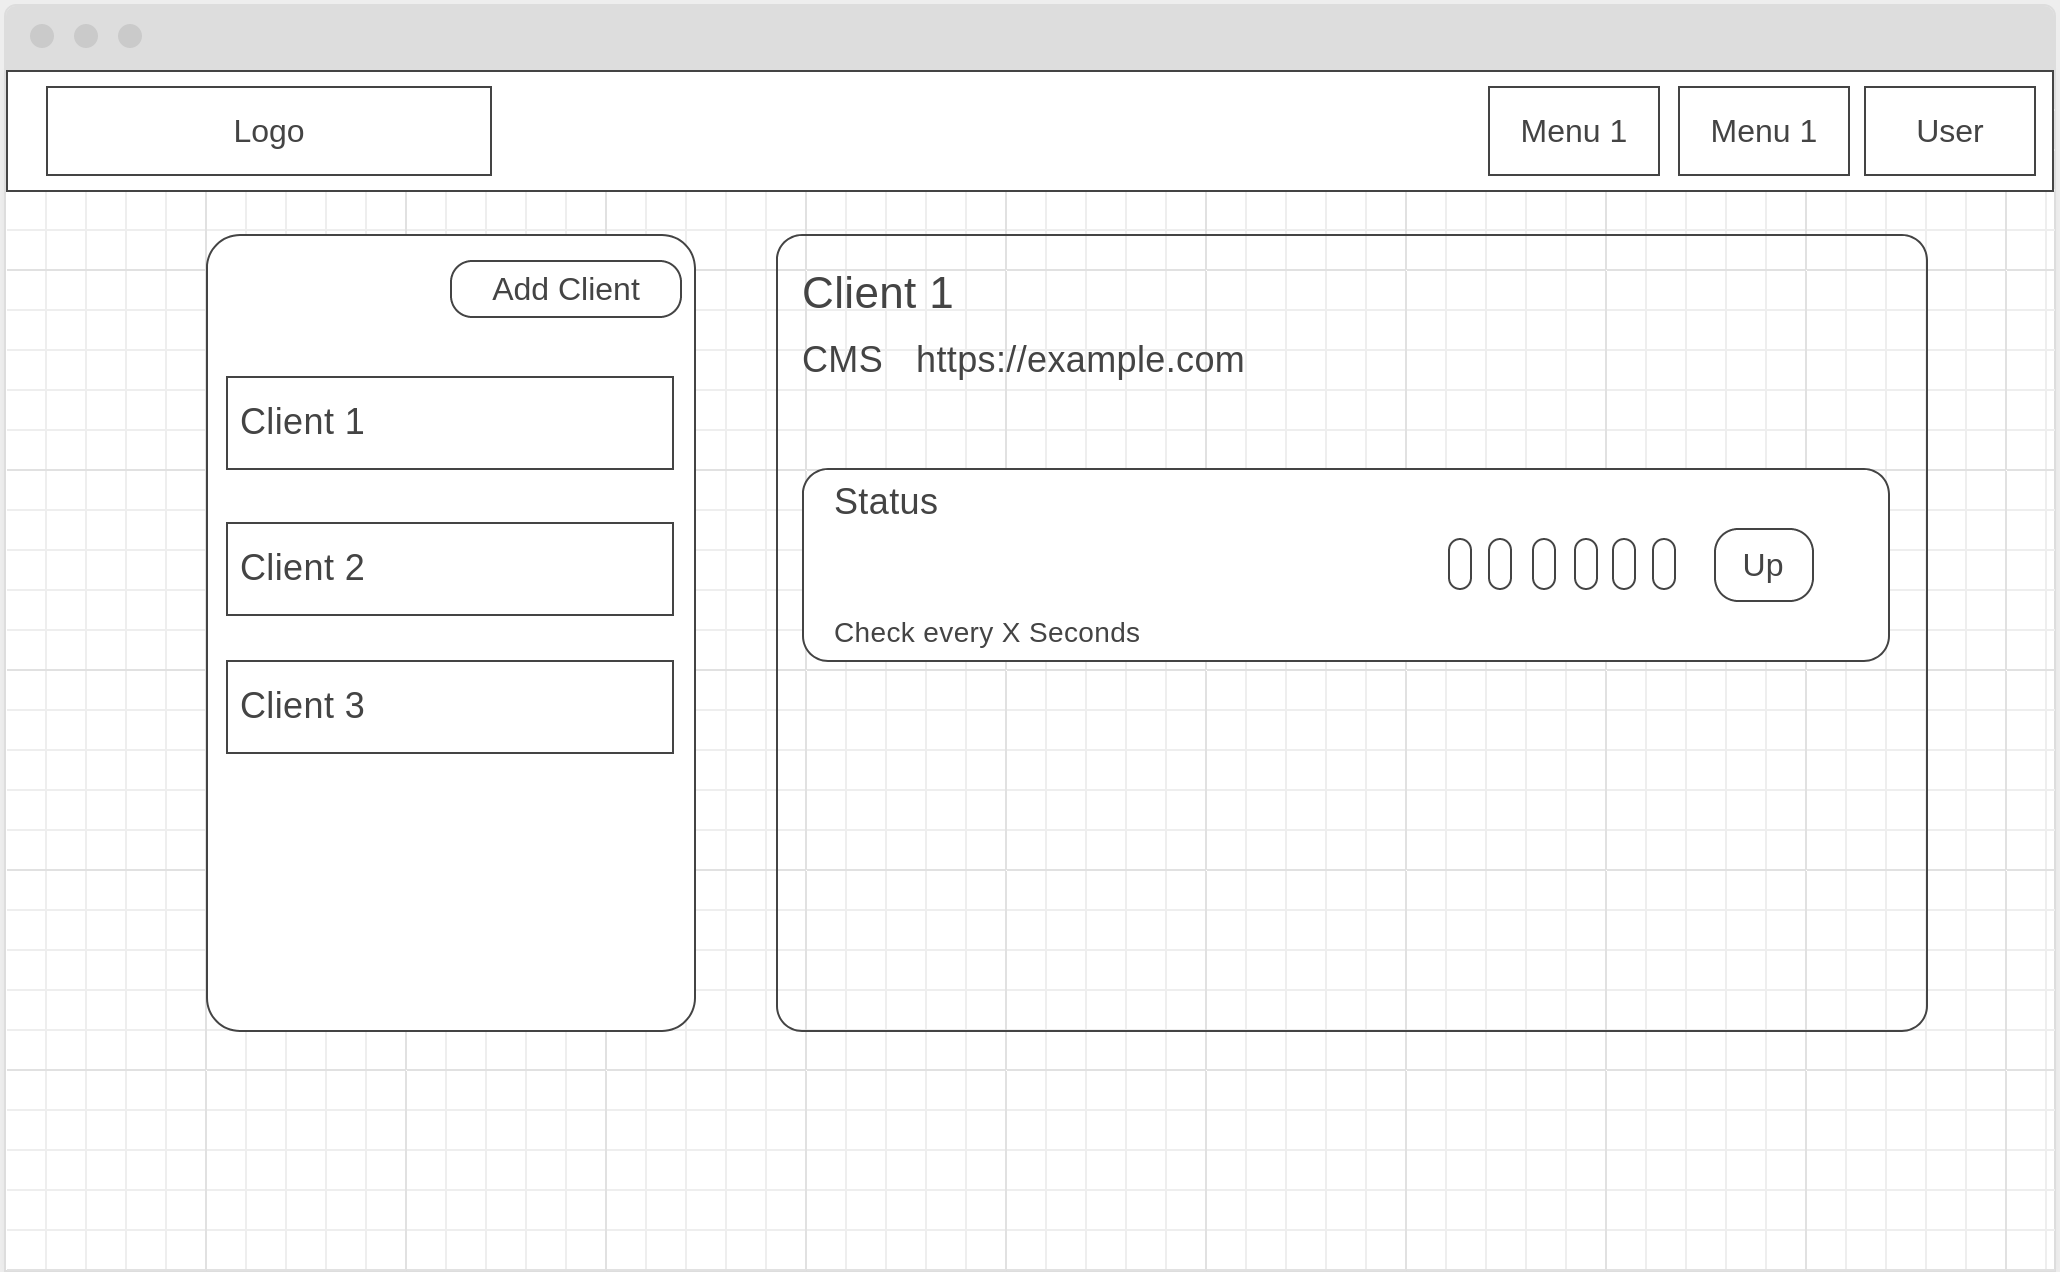 Logo
Menu 1
Menu 1
User
Add Client
Client 1
Client 2
Client 3
Client 1
CMS https://example.com
Status
Up
Check every X Seconds